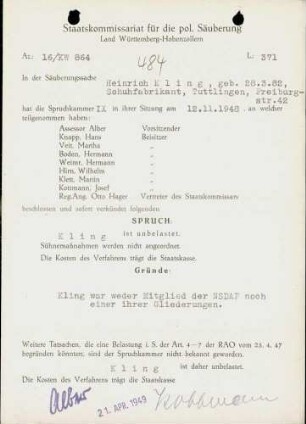 Staatskommissariat für die pol. Säuberung
Land Württemberg-Hohenzollern
Az: 16/KW 864
L: 371
484
In der Säuberungssache Heinrich Kling, geb. 28.3.82,
Schuhfabrikant, Tuttlingen, Freiburg-
str.42
hat die Spruchkammer IX in ihrer Sitzung am 12.11.1948, an welcher
teilgenommen haben:
Assessor Alber Vorsitzender
Knapp, Hans Beisitzer
Veit, Martha "
Boden, Hermann "
Weimer, Hermann "
Hirn, Wilhelm "
Klett, Martin "
Kottmann, Josef "
Reg.Ang. Otto Hager Vertreter des Staatskommissars
beschlossen und sofort verkündet folgenden
SPRUCH:
Kling ist unbelastet.
Sühnemaßnahmen werden nicht angeordnet.
Die Kosten des Verfahrens trägt die Staatskasse.
Gründe:
Kling war weder Mitglied der NSDAP noch
einer ihrer Gliederungen.
Weitere Tatsachen, die eine Belastung i. S. der Art. 4–7 der RAO vom 25. 4. 47
begründen könnten, sind der Spruchkammer nicht bekannt geworden.
Kling ist daher unbelastet.
Die Kosten des Verfahrens trägt die Staatskasse
Alber
21. APR. 1949
Kottmann